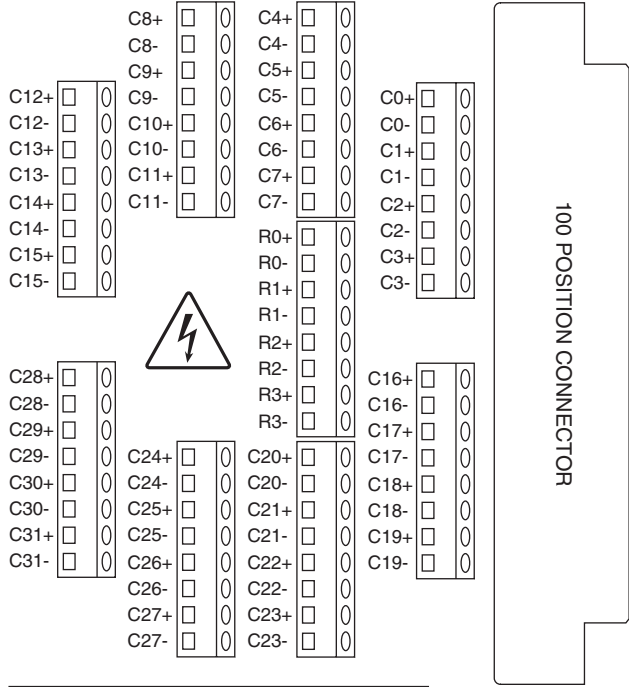 C8+
C8-
C9+
C9-
C10+
C10-
C11+
C11-
C4+
C4-
C5+
C5-
C6+
C6-
C7+
C7-
C12+
C12-
C13+
C13-
C14+
C14-
C15+
C15-
C0+
C0-
C1+
C1-
C2+
C2-
C3+
C3-
R0+
R0-
R1+
R1-
R2+
R2-
R3+
R3-
C28+
C28-
C29+
C29-
C30+
C30-
C31+
C31-
C24+
C24-
C25+
C25-
C26+
C26-
C27+
C27-
C20+
C20-
C21+
C21-
C22+
C22-
C23+
C23-
C16+
C16-
C17+
C17-
C18+
C18-
C19+
C19-
100 POSITION CONNECTOR